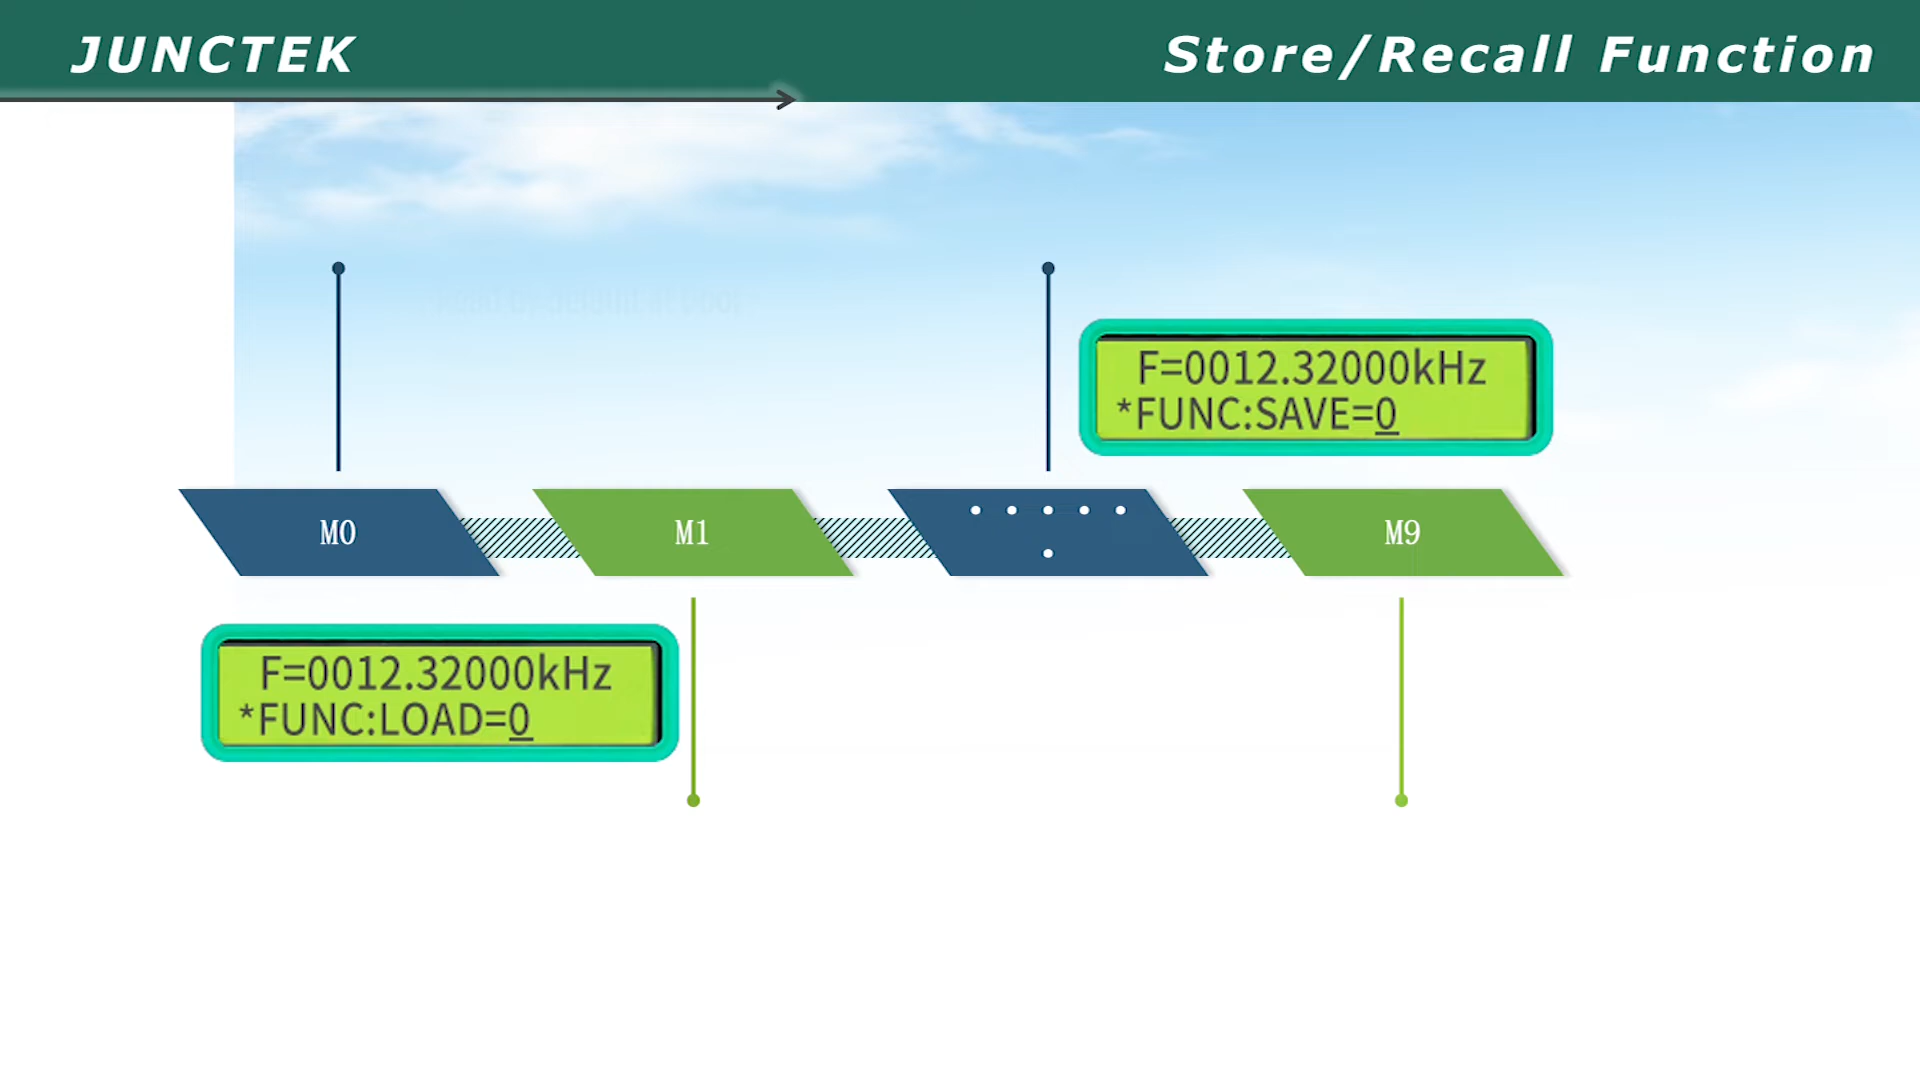 JUNCTEK
Store/Recall Function
F=0012.32000kHz
*FUNC:SAVE=0
M0
M1
......
M9
F=0012.32000kHz
*FUNC:LOAD=0